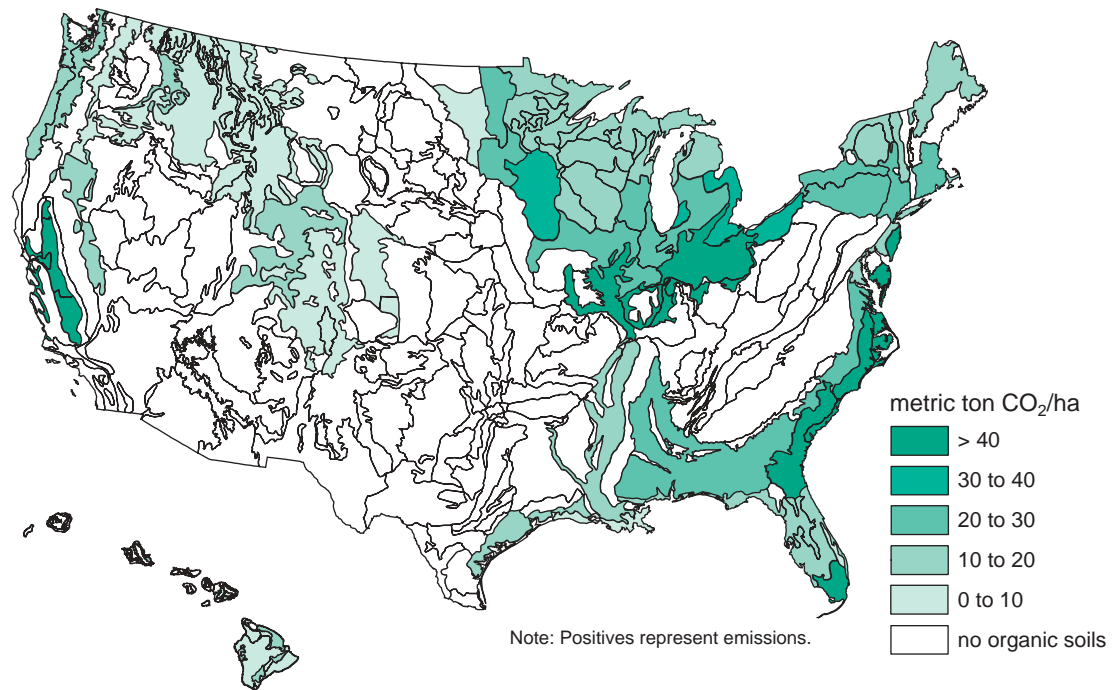 metric ton CO₂/ha
> 40
30 to 40
20 to 30
10 to 20
0 to 10
no organic soils
Note: Positives represent emissions.